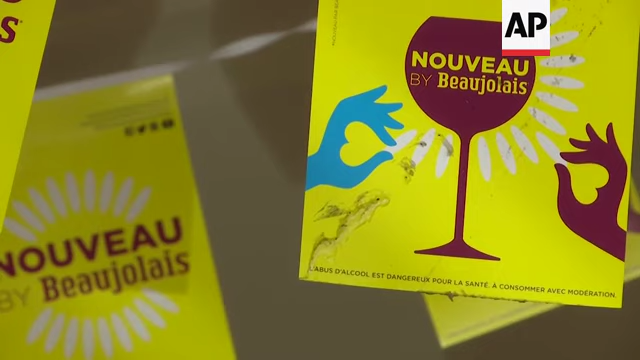 AP
NOUVEAU
BY Beaujolais
L'ABUS D'ALCOOL EST DANGEREUX POUR LA SANTÉ. À CONSOMMER AVEC MODÉRATION.
NOUVEAU
BY Beaujolais